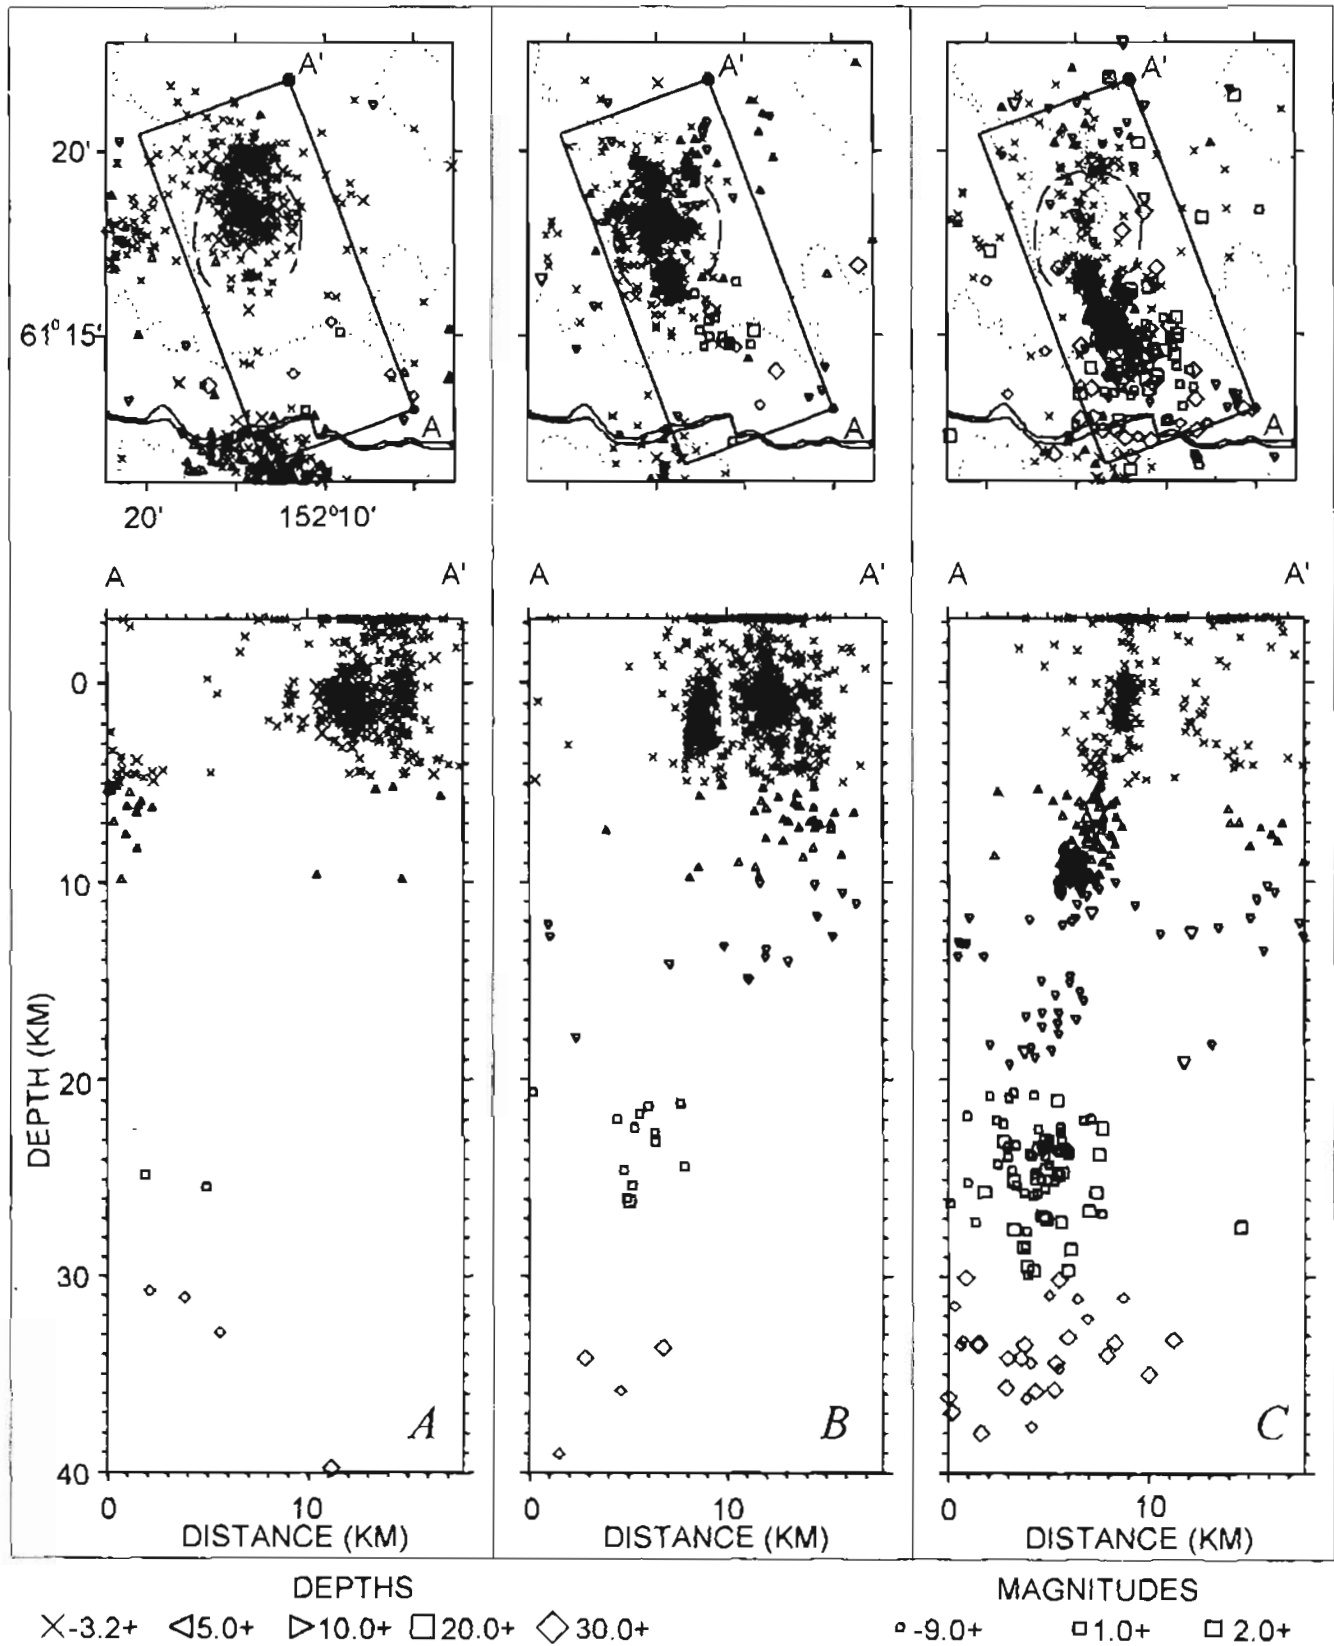 A' A' A'
20'
61° 15'
A A A
20' 152°10'
A A' A A' A A'
0
10
20
30
40
DEPTH (KM)
A B C
0 10 0 10 0 10
DISTANCE (KM) DISTANCE (KM) DISTANCE (KM)
DEPTHS MAGNITUDES
-3.2+ 5.0+ 10.0+ 20.0+ 30.0+ -9.0+ 1.0+ 2.0+